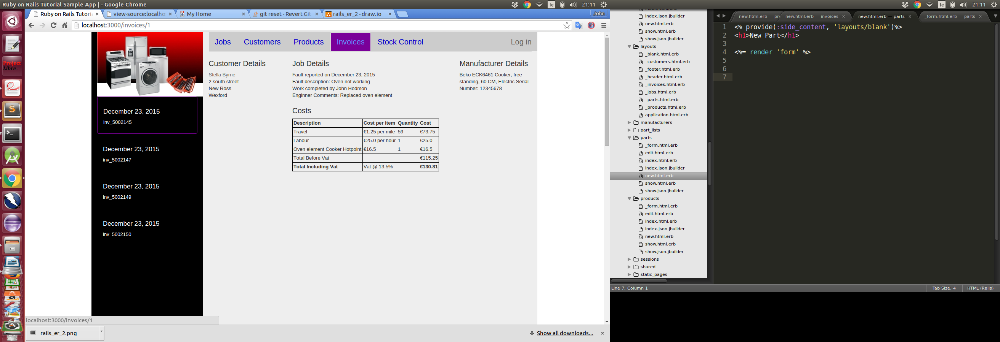 Ruby on Rails Tutorial Sample App | - Google Chrome
Ie
21:11
Ie
21:11
Ruby on Rails Tutoria
view-source:localho
My Home
git reset - Revert Git
rails_er_2 - draw.io
John
localhost:3000/invoices/1
Project
Libre
Jobs
Customers
Products
Invoices
Stock Control
Log in
December 23, 2015
inv_5002145
December 23, 2015
inv_5002147
December 23, 2015
inv_5002149
December 23, 2015
inv_5002150
Customer Details
Stella Byrne
2 south street
New Ross
Wexford
Job Details
Fault reported on December 23, 2015
Fault description: Oven not working
Work completed by John Hodmon
Enginner Comments: Replaced oven element
Manufacturer Details
Beko ECK6461 Cooker, free
standing, 60 CM, Electric Serial
Number: 12345678
Costs
Description Cost per item Quantity Cost
Travel €1.25 per mile 59 €73.75
Labour €25.0 per hour 1 €25.0
Oven element Cooker Hotpoint €16.5 1 €16.5
Total Before Vat €115.25
Total Including Vat Vat @ 13.5% €130.81
localhost:3000/invoices/1
rails_er_2.png
Show all downloads...
index.html.erb
index.json.jbuilder
new.html.erb
show.html.erb
show.json.jbuilder
layouts
_blank.html.erb
_customers.html.erb
_footer.html.erb
_header.html.erb
_invoices.html.erb
_jobs.html.erb
_parts.html.erb
_products.html.erb
application.html.erb
manufacturers
part_lists
parts
_form.html.erb
edit.html.erb
index.html.erb
index.json.jbuilder
new.html.erb
show.html.erb
show.json.jbuilder
products
_form.html.erb
edit.html.erb
index.html.erb
index.json.jbuilder
new.html.erb
show.html.erb
show.json.jbuilder
sessions
shared
static_pages
new.html.erb — pro
new.html.erb — invoices
new.html.erb — parts
_form.html.erb — parts
1 <% provide(:side_content, 'layouts/blank')%>
2 <h1>New Part</h1>
3
4 <%= render 'form' %>
5
6
7
Line 7, Column 1
Tab Size: 4
HTML (Rails)